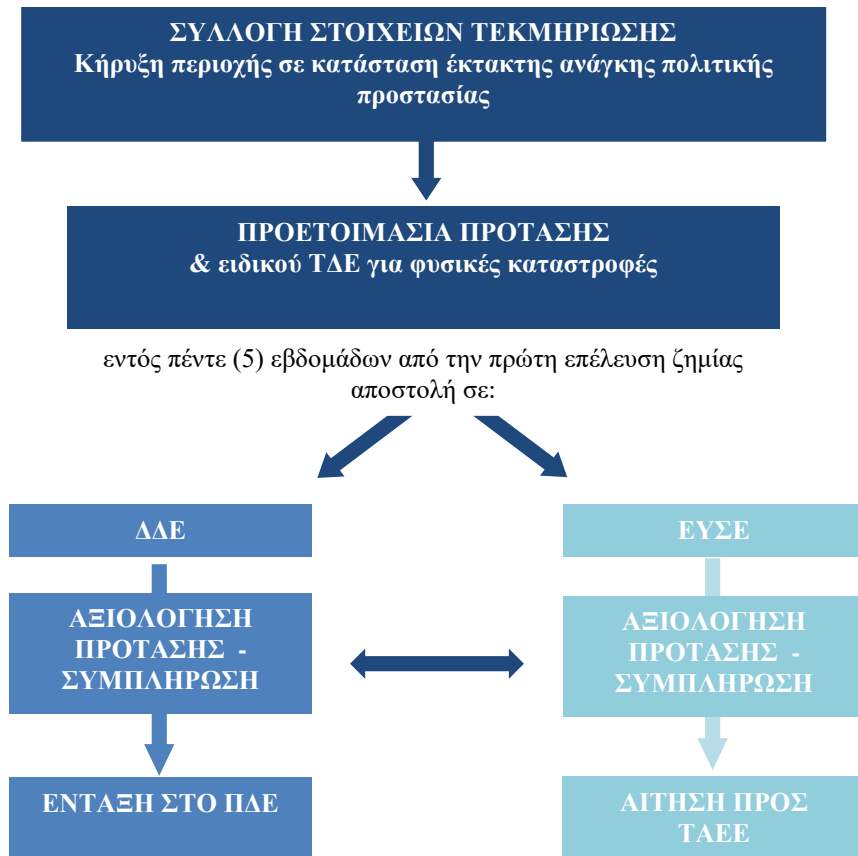 ΣΥΛΛΟΓΗ ΣΤΟΙΧΕΙΩΝ ΤΕΚΜΗΡΙΩΣΗΣ
Κήρυξη περιοχής σε κατάσταση έκτακτης ανάγκης πολιτικής
προστασίας
ΠΡΟΕΤΟΙΜΑΣΙΑ ΠΡΟΤΑΣΗΣ
& ειδικού ΤΔΕ για φυσικές καταστροφές
εντός πέντε (5) εβδομάδων από την πρώτη επέλευση ζημίας
αποστολή σε:
ΔΔΕ
ΑΞΙΟΛΟΓΗΣΗ
ΠΡΟΤΑΣΗΣ -
ΣΥΜΠΛΗΡΩΣΗ
ΕΝΤΑΞΗ ΣΤΟ ΠΔΕ
ΕΥΣΕ
ΑΞΙΟΛΟΓΗΣΗ
ΠΡΟΤΑΣΗΣ -
ΣΥΜΠΛΗΡΩΣΗ
ΑΙΤΗΣΗ ΠΡΟΣ
ΤΑΕΕ